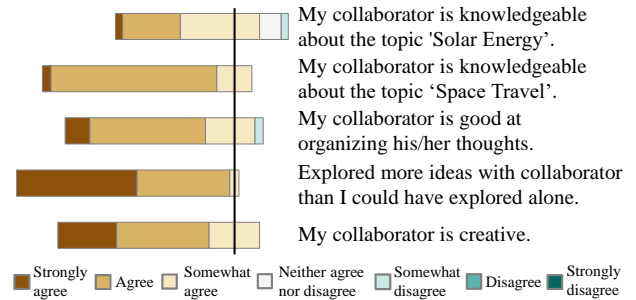 My collaborator is knowledgeable
about the topic 'Solar Energy’.
My collaborator is knowledgeable
about the topic ‘Space Travel’.
My collaborator is good at
organizing his/her thoughts.
Explored more ideas with collaborator
than I could have explored alone.
My collaborator is creative.
Strongly
agree
Agree
Somewhat
agree
Neither agree
nor disagree
Somewhat
disagree
Disagree
Strongly
disagree